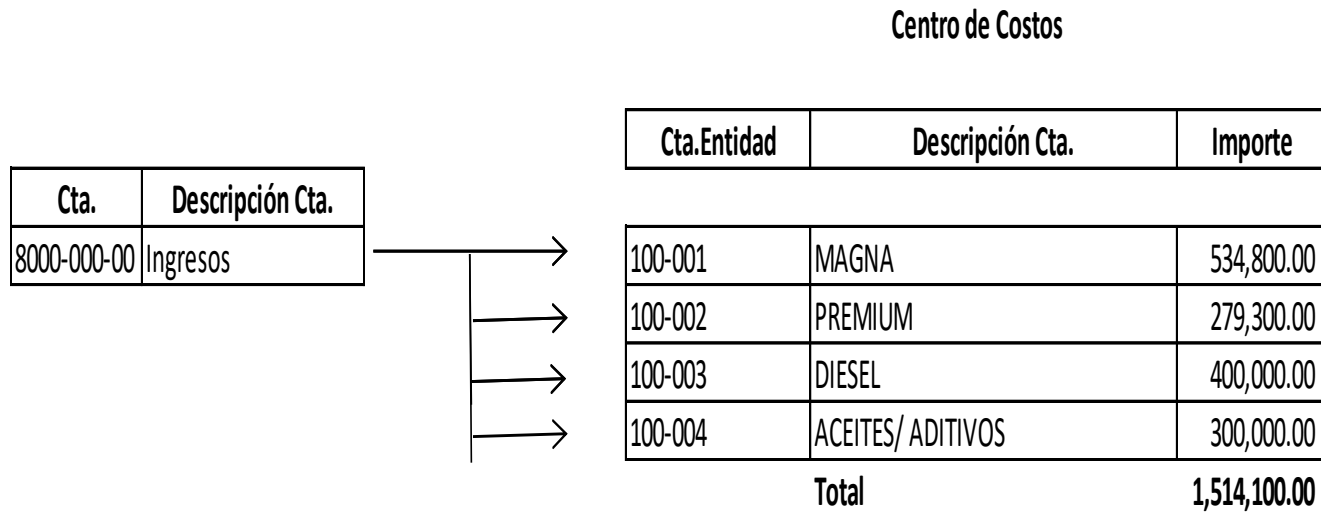 Centro de Costos
Cta.Entidad Descripción Cta. Importe
Cta. Descripción Cta.
8000-000-00 Ingresos
100-001 MAGNA 534,800.00
100-002 PREMIUM 279,300.00
100-003 DIESEL 400,000.00
100-004 ACEITES/ ADITIVOS 300,000.00
Total 1,514,100.00